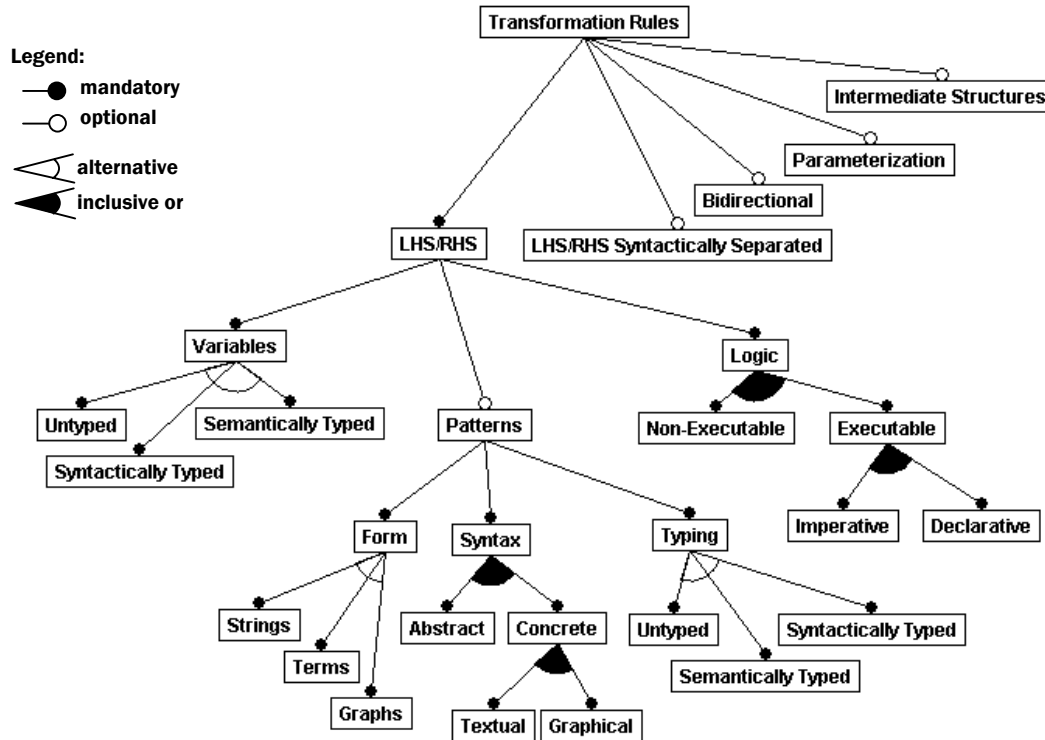 Transformation Rules
Legend:
mandatory
optional
alternative
inclusive or
Intermediate Structures
Parameterization
Bidirectional
LHS/RHS Syntactically Separated
LHS/RHS
Variables
Logic
Untyped
Semantically Typed
Syntactically Typed
Patterns
Non-Executable
Executable
Form
Syntax
Typing
Imperative
Declarative
Strings
Terms
Graphs
Abstract
Concrete
Textual
Graphical
Untyped
Syntactically Typed
Semantically Typed